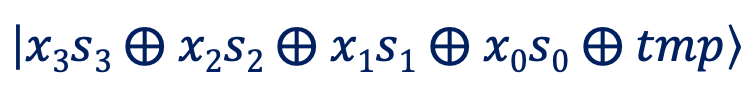 |x₃s₃ ⊕ x₂s₂ ⊕ x₁s₁ ⊕ x₀s₀ ⊕ tmp⟩